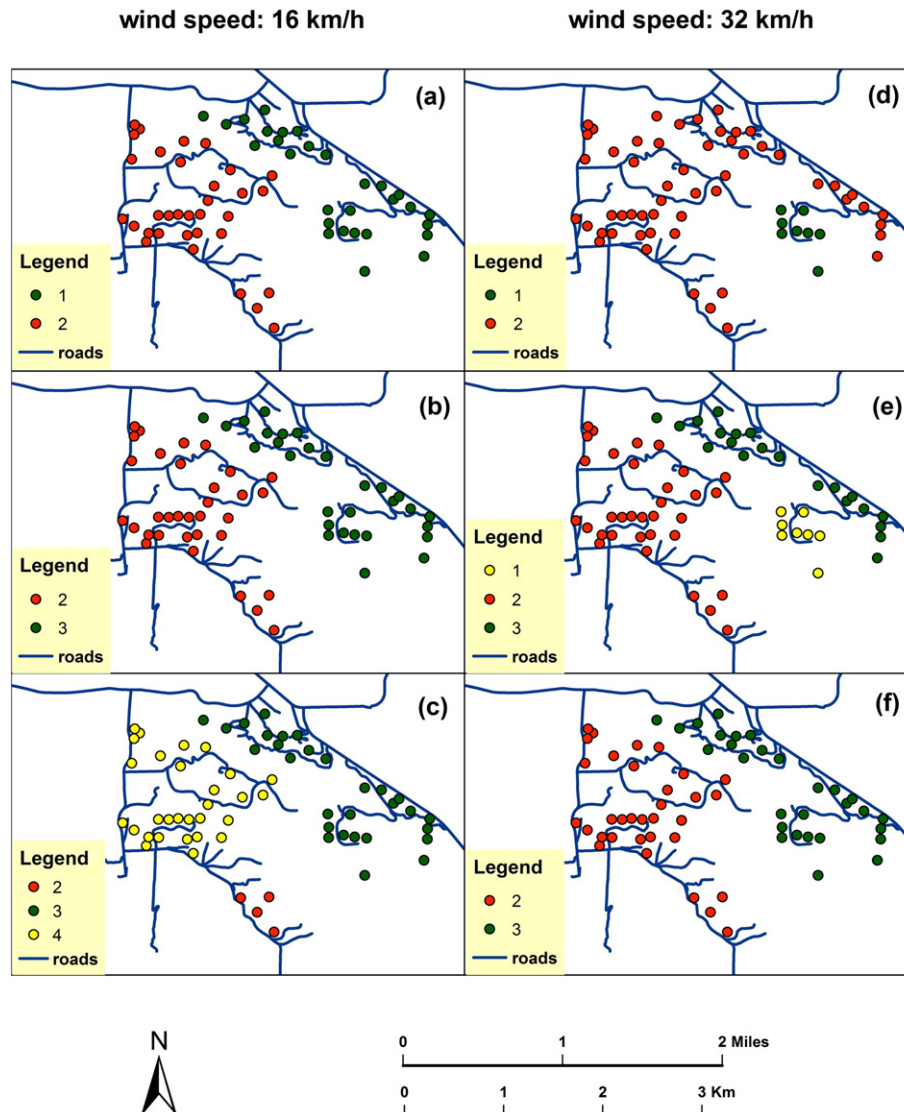 wind speed: 16 km/h
wind speed: 32 km/h
(a)
Legend
1
2
roads
(d)
Legend
1
2
roads
(b)
Legend
2
3
roads
(e)
Legend
1
2
3
roads
(c)
Legend
2
3
4
roads
(f)
Legend
2
3
roads
N
0 1 2 Miles
0 1 2 3 Km